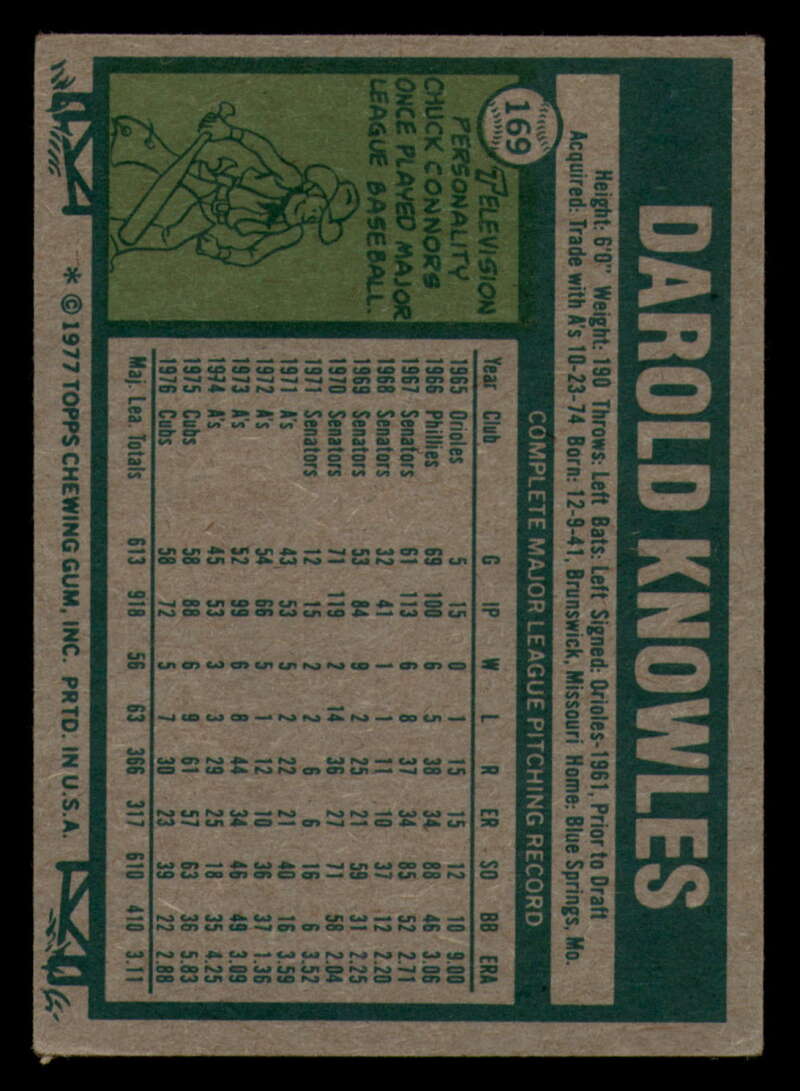 DAROLD KNOWLES
169
Height: 6'0" Weight: 190 Throws: Left Bats: Left Signed: Orioles-1961, Prior to Draft
Acquired: Trade with A's 10-23-74 Born: 12-9-41, Brunswick, Missouri Home: Blue Springs, Mo.
TELEVISION
PERSONALITY
CHUCK CONNORS
ONCE PLAYED MAJOR
LEAGUE BASEBALL.
COMPLETE MAJOR LEAGUE PITCHING RECORD
Year Club G IP W L R ER SO BB ERA
1965 Orioles 5 15 0 1 15 15 12 10 9.00
1966 Phillies 69 100 6 5 38 34 88 46 3.06
1967 Senators 61 113 6 8 37 34 85 52 2.71
1968 Senators 32 41 1 1 11 10 37 12 2.20
1969 Senators 53 84 9 2 25 21 59 31 2.25
1970 Senators 71 119 2 14 36 27 71 58 2.04
1971 Senators 12 15 2 2 6 6 16 6 3.52
1971 A's 43 53 5 2 22 21 40 16 3.59
1972 A's 54 66 5 1 12 10 36 37 1.36
1973 A's 52 99 6 8 44 34 46 49 3.09
1974 A's 45 53 3 3 29 25 18 35 4.25
1975 Cubs 58 88 6 9 61 57 63 36 5.83
1976 Cubs 58 72 5 7 30 23 39 22 2.88
Maj. Lea. Totals 613 918 56 63 366 317 610 410 3.11
* © 1977 TOPPS CHEWING GUM, INC. PRTD. IN U.S.A.